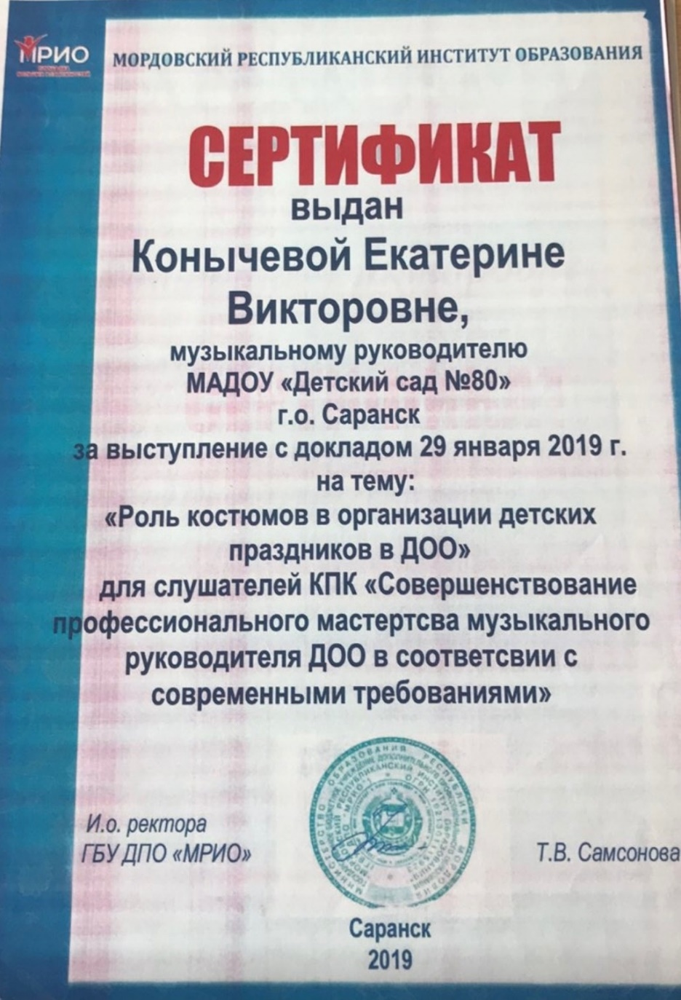 МРИО
МОРДОВСКИЙ РЕСПУБЛИКАНСКИЙ ИНСТИТУТ ОБРАЗОВАНИЯ
СЕРТИФИКАТ
выдан
Конычевой Екатерине
Викторовне,
музыкальному руководителю
МАДОУ «Детский сад №80»
г.о. Саранск
за выступление с докладом 29 января 2019 г.
на тему:
«Роль костюмов в организации детских
праздников в ДОО»
для слушателей КПК «Совершенствование
профессионального мастертсва музыкального
руководителя ДОО в соответсвии с
современными требованиями»
И.о. ректора
ГБУ ДПО «МРИО»
Т.В. Самсонова
Саранск
2019